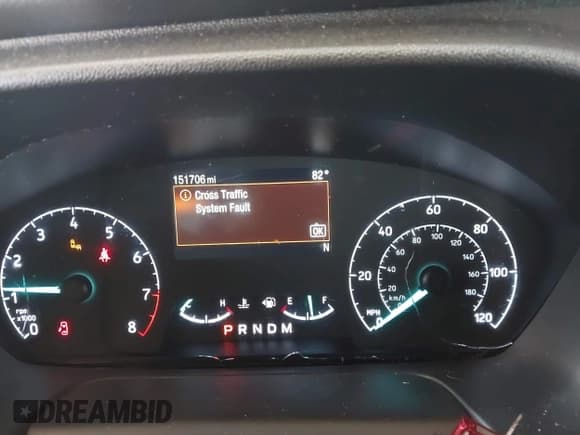 151706 mi 82°
Cross Traffic
System Fault
OK
N
0 1 2 3 4 5 6 7 8
rpm
x1000
A
C H E F
P R N D M
0 20 40 60 80 100 120
MPH
0 20 40 60 80 100 120 140 160 180
km/h
DREAMBID